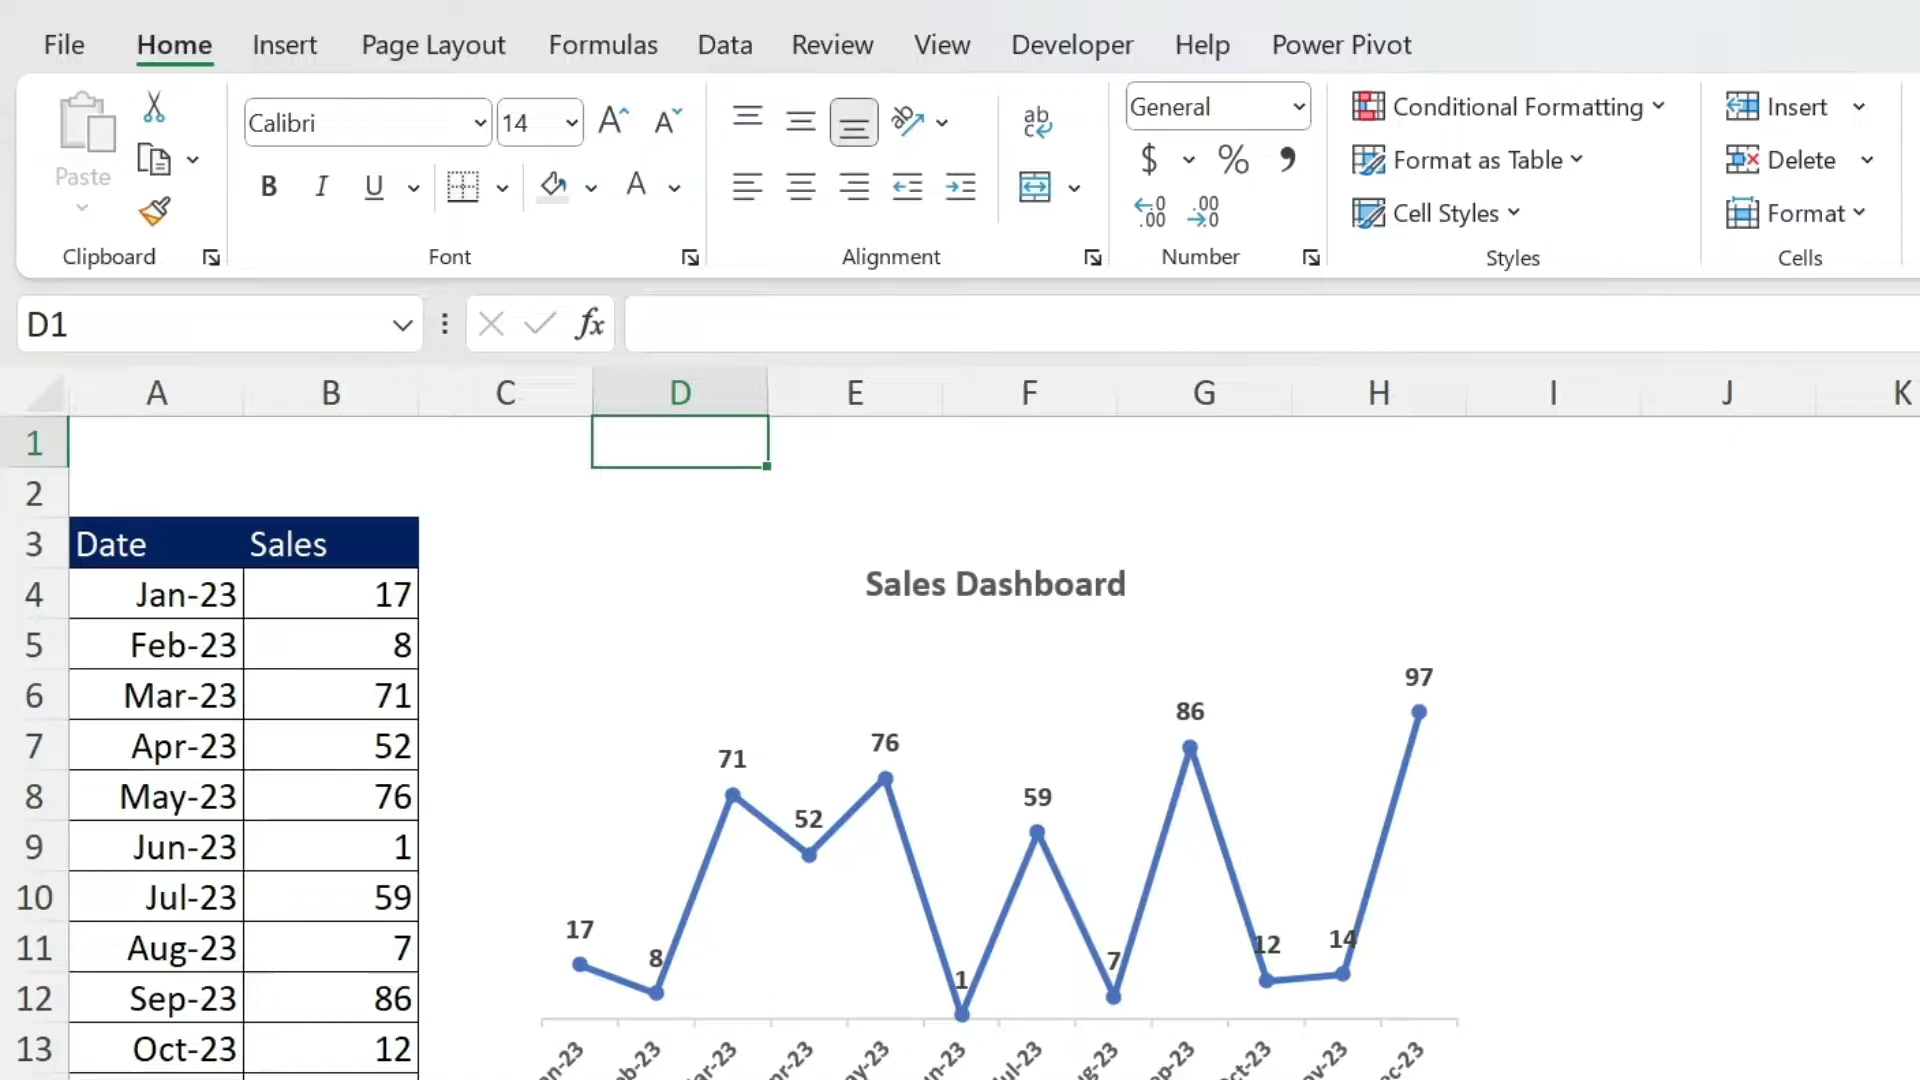 File Home Insert Page Layout Formulas Data Review View Developer Help Power Pivot
Paste
Calibri 14
B I U A
ab
General
$ % ,
Conditional Formatting
Format as Table
Cell Styles
Insert
Delete
Format
Clipboard Font Alignment Number Styles Cells
D1 fx
A B C D E F G H I J K
1
2
3 Date Sales
4 Jan-23 17
5 Feb-23 8
6 Mar-23 71
7 Apr-23 52
8 May-23 76
9 Jun-23 1
10 Jul-23 59
11 Aug-23 7
12 Sep-23 86
13 Oct-23 12
Sales Dashboard
17 8 71 52 76 1 59 7 86 12 14 97